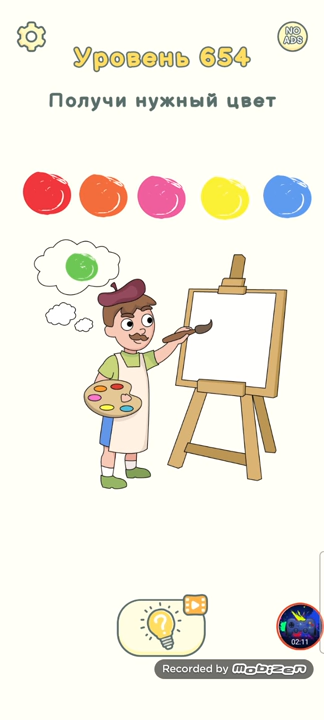 NO
ADS
Уровень 654
Получи нужный цвет
?
02:11
Recorded by mobizen